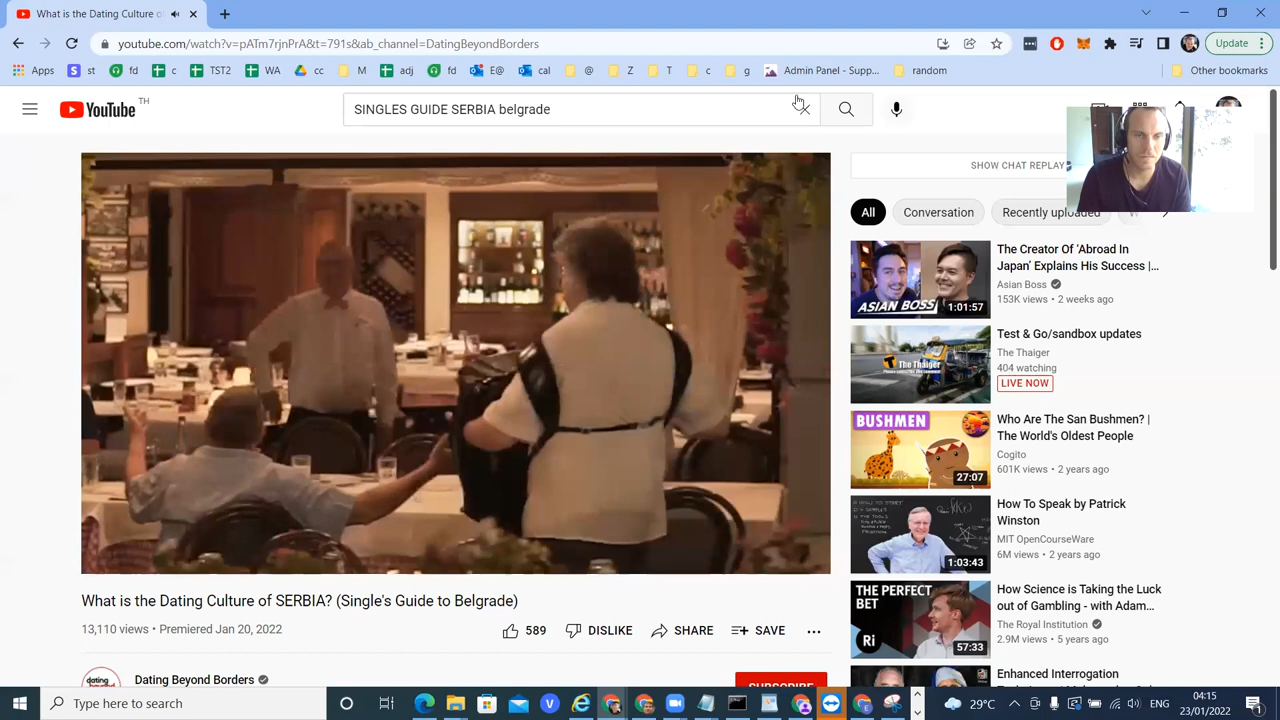 What is the Dating Culture o
youtube.com/watch?v=pATm7rjnPrA&t=791s&ab_channel=DatingBeyondBorders
Update
Apps
st
fd
c
TST2
WA
cc
M
adj
fd
E@
cal
@
Z
T
c
g
Admin Panel - Supp...
random
Other bookmarks
YouTube TH
SINGLES GUIDE SERBIA belgrade
SHOW CHAT REPLAY
All
Conversation
Recently uploaded
The Creator Of 'Abroad In
Japan' Explains His Success |...
Asian Boss
153K views • 2 weeks ago
ASIAN BOSS
1:01:57
Test & Go/sandbox updates
The Thaiger
404 watching
LIVE NOW
The Thaiger
BUSHMEN
27:07
Who Are The San Bushmen? |
The World's Oldest People
Cogito
601K views • 2 years ago
How To Speak by Patrick
Winston
MIT OpenCourseWare
6M views • 2 years ago
1:03:43
THE PERFECT
BET
Ri
57:33
How Science is Taking the Luck
out of Gambling - with Adam...
The Royal Institution
2.9M views • 5 years ago
Enhanced Interrogation
What is the Dating Culture of SERBIA? (Single's Guide to Belgrade)
13,110 views • Premiered Jan 20, 2022
589
DISLIKE
SHARE
SAVE
dating
Dating Beyond Borders
SUBSCRIBE
Type here to search
29°C
ENG
04:15
23/01/2022